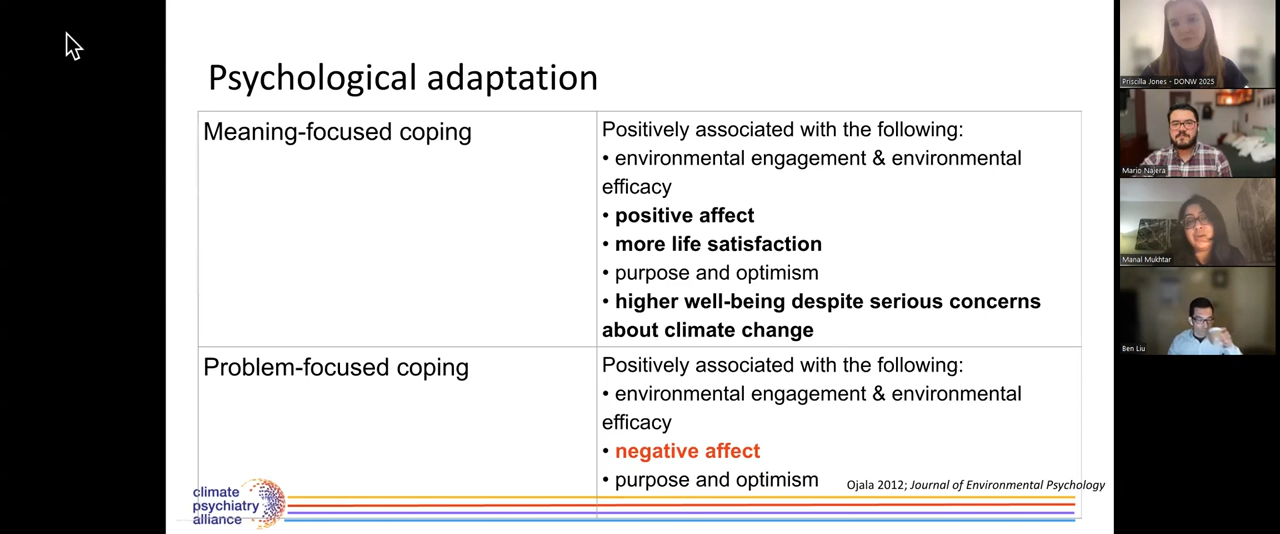 Psychological adaptation
Meaning-focused coping
Positively associated with the following:
• environmental engagement & environmental
efficacy
• positive affect
• more life satisfaction
• purpose and optimism
• higher well-being despite serious concerns
about climate change
Problem-focused coping
Positively associated with the following:
• environmental engagement & environmental
efficacy
• negative affect
• purpose and optimism
Ojala 2012; Journal of Environmental Psychology
climate
psychiatry
alliance
Priscilla Jones - DONW 2025
Mario Nájera
Manal Mukhtar
Ben Liu